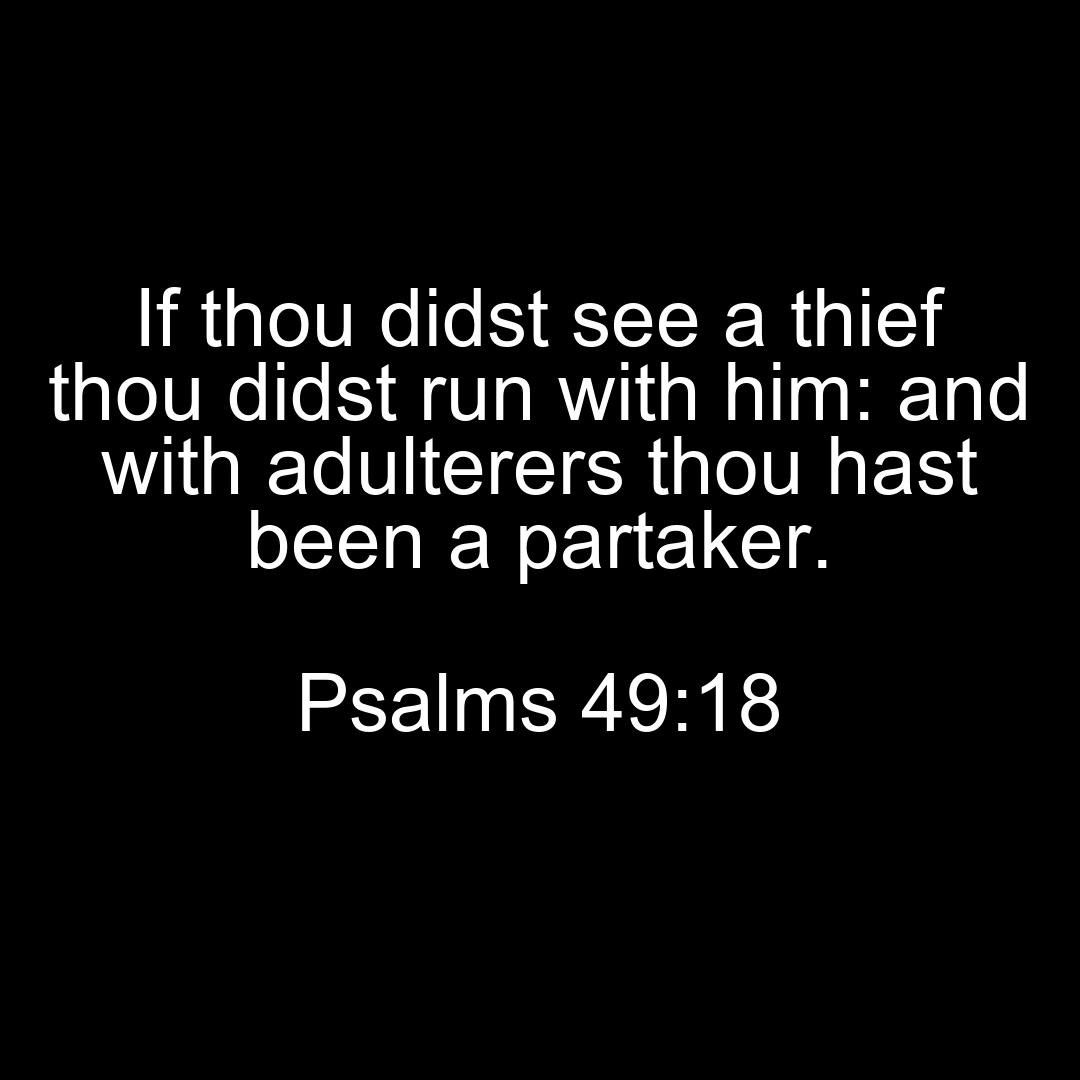 If thou didst see a thief
thou didst run with him: and
with adulterers thou hast
been a partaker.
Psalms 49:18